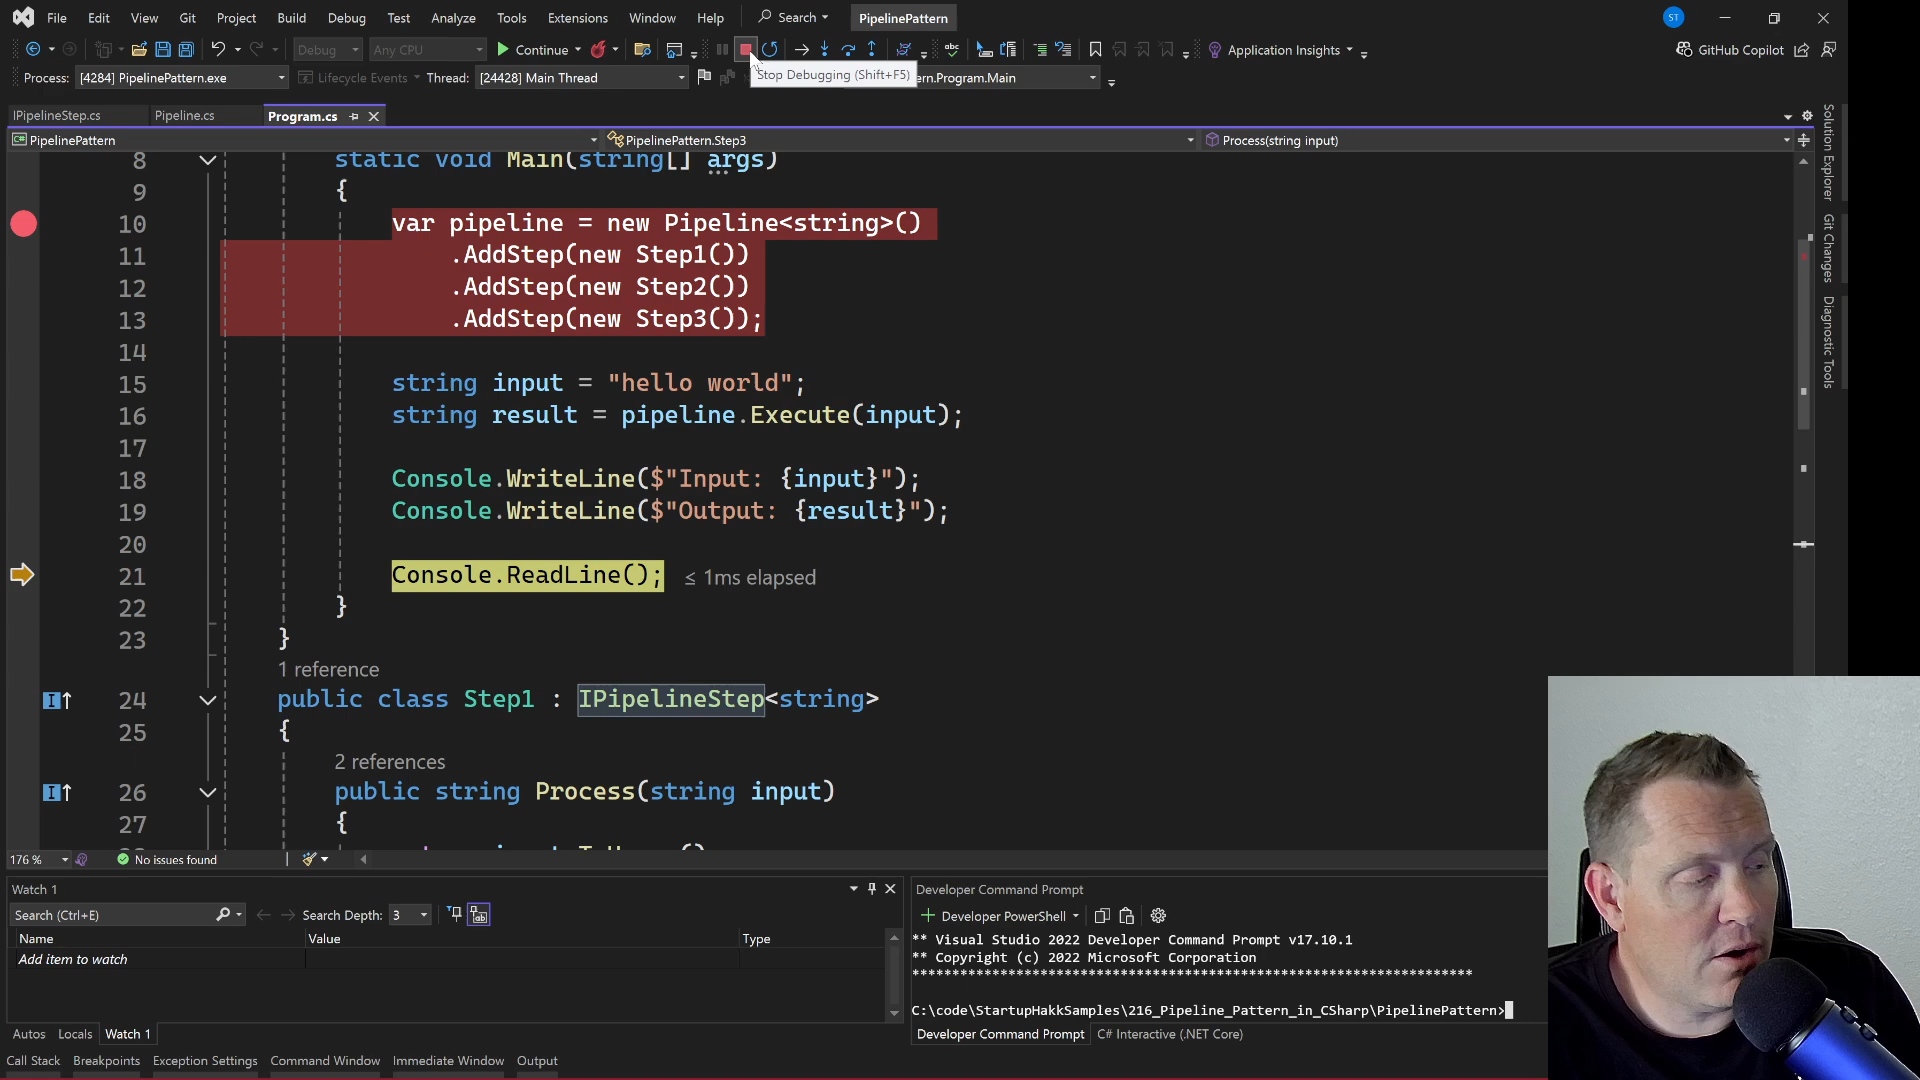 File Edit View Git Project Build Debug Test Analyze Tools Extensions Window Help Search PipelinePattern ST
Debug Any CPU Continue Application Insights GitHub Copilot
Process: [4284] PipelinePattern.exe Lifecycle Events Thread: [24428] Main Thread Stop Debugging (Shift+F5) ern.Program.Main
IPipelineStep.cs Pipeline.cs Program.cs
PipelinePattern PipelinePattern.Step3 Process(string input)
Solution Explorer
Git Changes
Diagnostic Tools
8 static void Main(string[] args)
9 {
10 var pipeline = new Pipeline<string>()
11 .AddStep(new Step1())
12 .AddStep(new Step2())
13 .AddStep(new Step3());
14
15 string input = "hello world";
16 string result = pipeline.Execute(input);
17
18 Console.WriteLine($"Input: {input}");
19 Console.WriteLine($"Output: {result}");
20
21 Console.ReadLine(); ≤ 1ms elapsed
22 }
23 }
1 reference
24 public class Step1 : IPipelineStep<string>
25 {
2 references
26 public string Process(string input)
27 {
176 % No issues found
Watch 1
Search (Ctrl+E) Search Depth: 3
Name Value Type
Add item to watch
Autos Locals Watch 1
Developer Command Prompt
Developer PowerShell
** Visual Studio 2022 Developer Command Prompt v17.10.1
** Copyright (c) 2022 Microsoft Corporation
**********************************************************************
C:\code\StartupHakkSamples\216_Pipeline_Pattern_in_CSharp\PipelinePattern>
Developer Command Prompt C# Interactive (.NET Core)
Call Stack Breakpoints Exception Settings Command Window Immediate Window Output